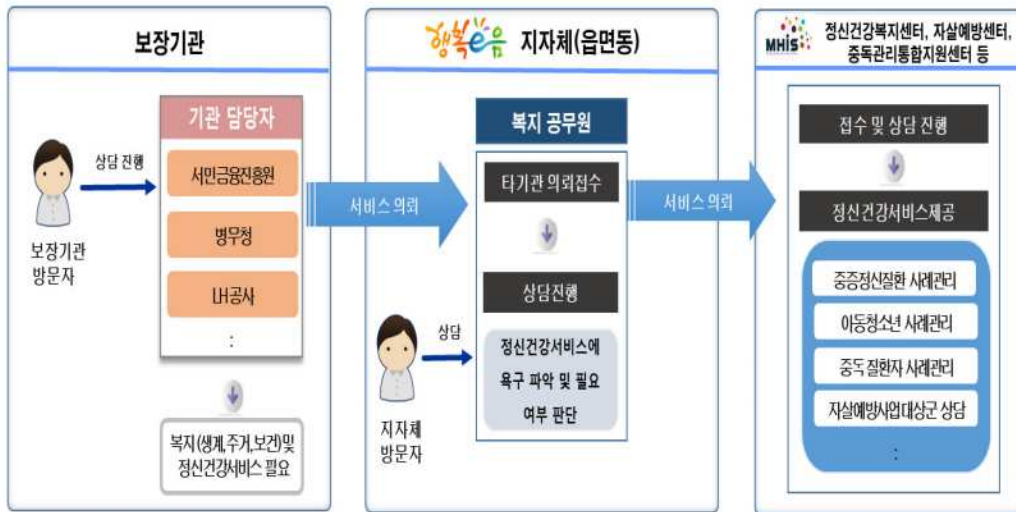 보장기관
기관 담당자
상담 진행
서민금융진흥원
병무청
LH공사
:
보장기관
방문자
복지(생계,주거,보건)및
정신건강서비스 필요
서비스 의뢰
행복e음 지자체(읍면동)
복지 공무원
타기관 의뢰접수
상담진행
상담
정신건강서비스에
욕구 파악 및 필요
여부 판단
지자체
방문자
서비스 의뢰
MHIS
정신건강복지센터, 자살예방센터,
중독관리통합지원센터 등
접수 및 상담 진행
정신건강서비스제공
중증정신질환 사례관리
아동청소년 사례관리
중독 질환자 사례관리
자살예방사업대상군 상담
: